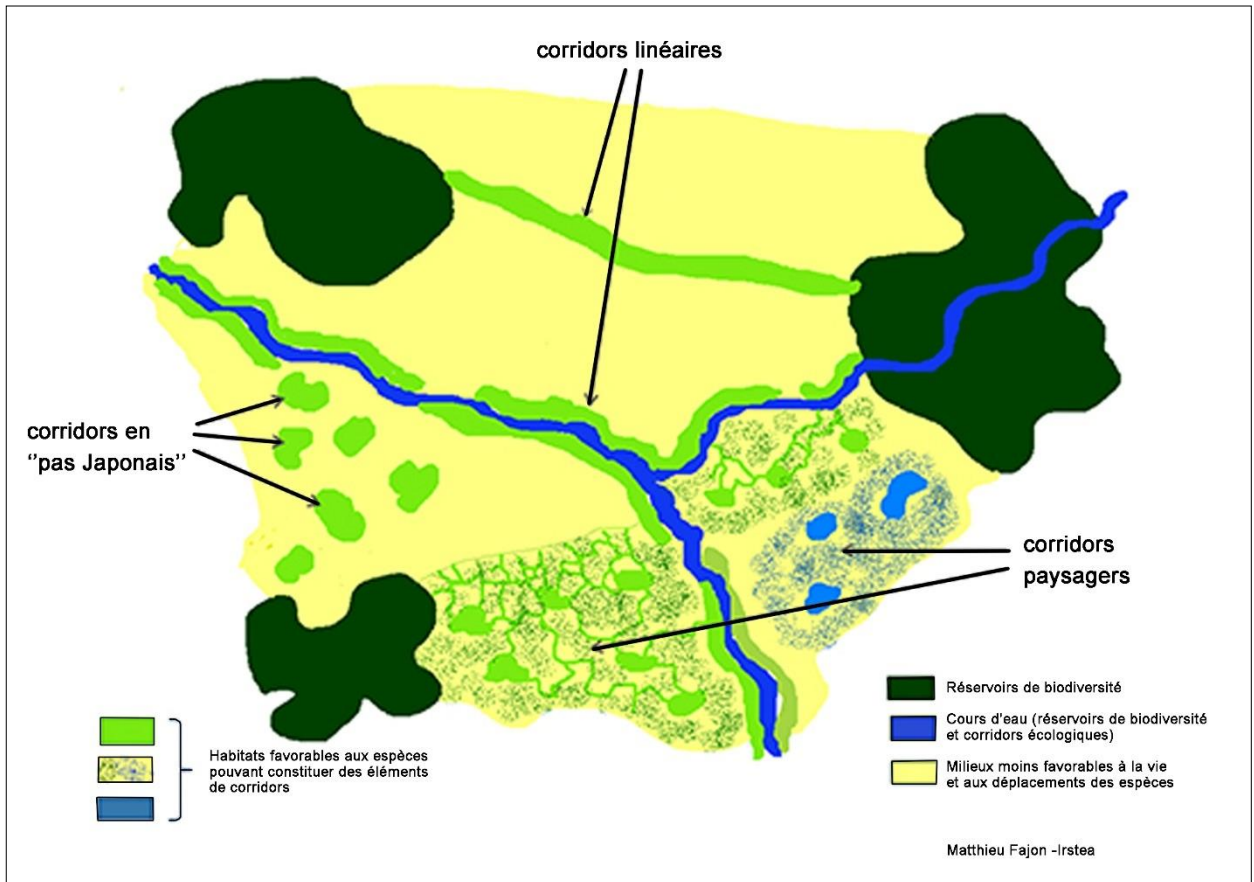 corridors linéaires
corridors en
‘’pas Japonais’’
corridors
paysagers
Réservoirs de biodiversité
Cours d'eau (réservoirs de biodiversité
et corridors écologiques)
Milieux moins favorables à la vie
et aux déplacements des espèces
Habitats favorables aux espèces
pouvant constituer des éléments
de corridors
Matthieu Fajon -Irstea